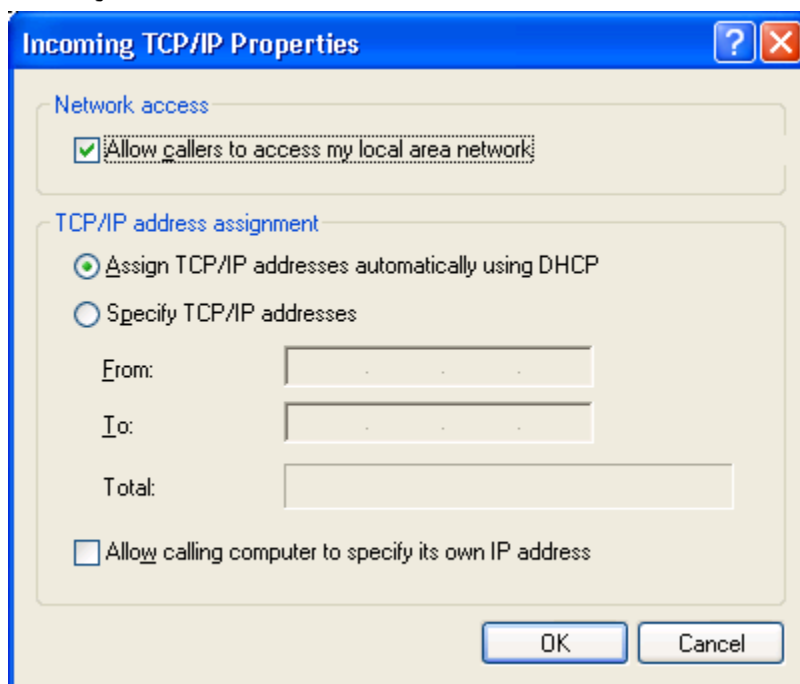 Incoming TCP/IP Properties
Network access
Allow callers to access my local area network
TCP/IP address assignment
Assign TCP/IP addresses automatically using DHCP
Specify TCP/IP addresses
From:
To:
Total:
Allow calling computer to specify its own IP address
OK Cancel